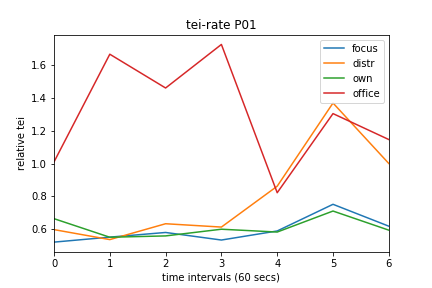 tei-rate P01
focus
distr
own
office
relative tei
1.6
1.4
1.2
1.0
0.8
0.6
0 1 2 3 4 5 6
time intervals (60 secs)